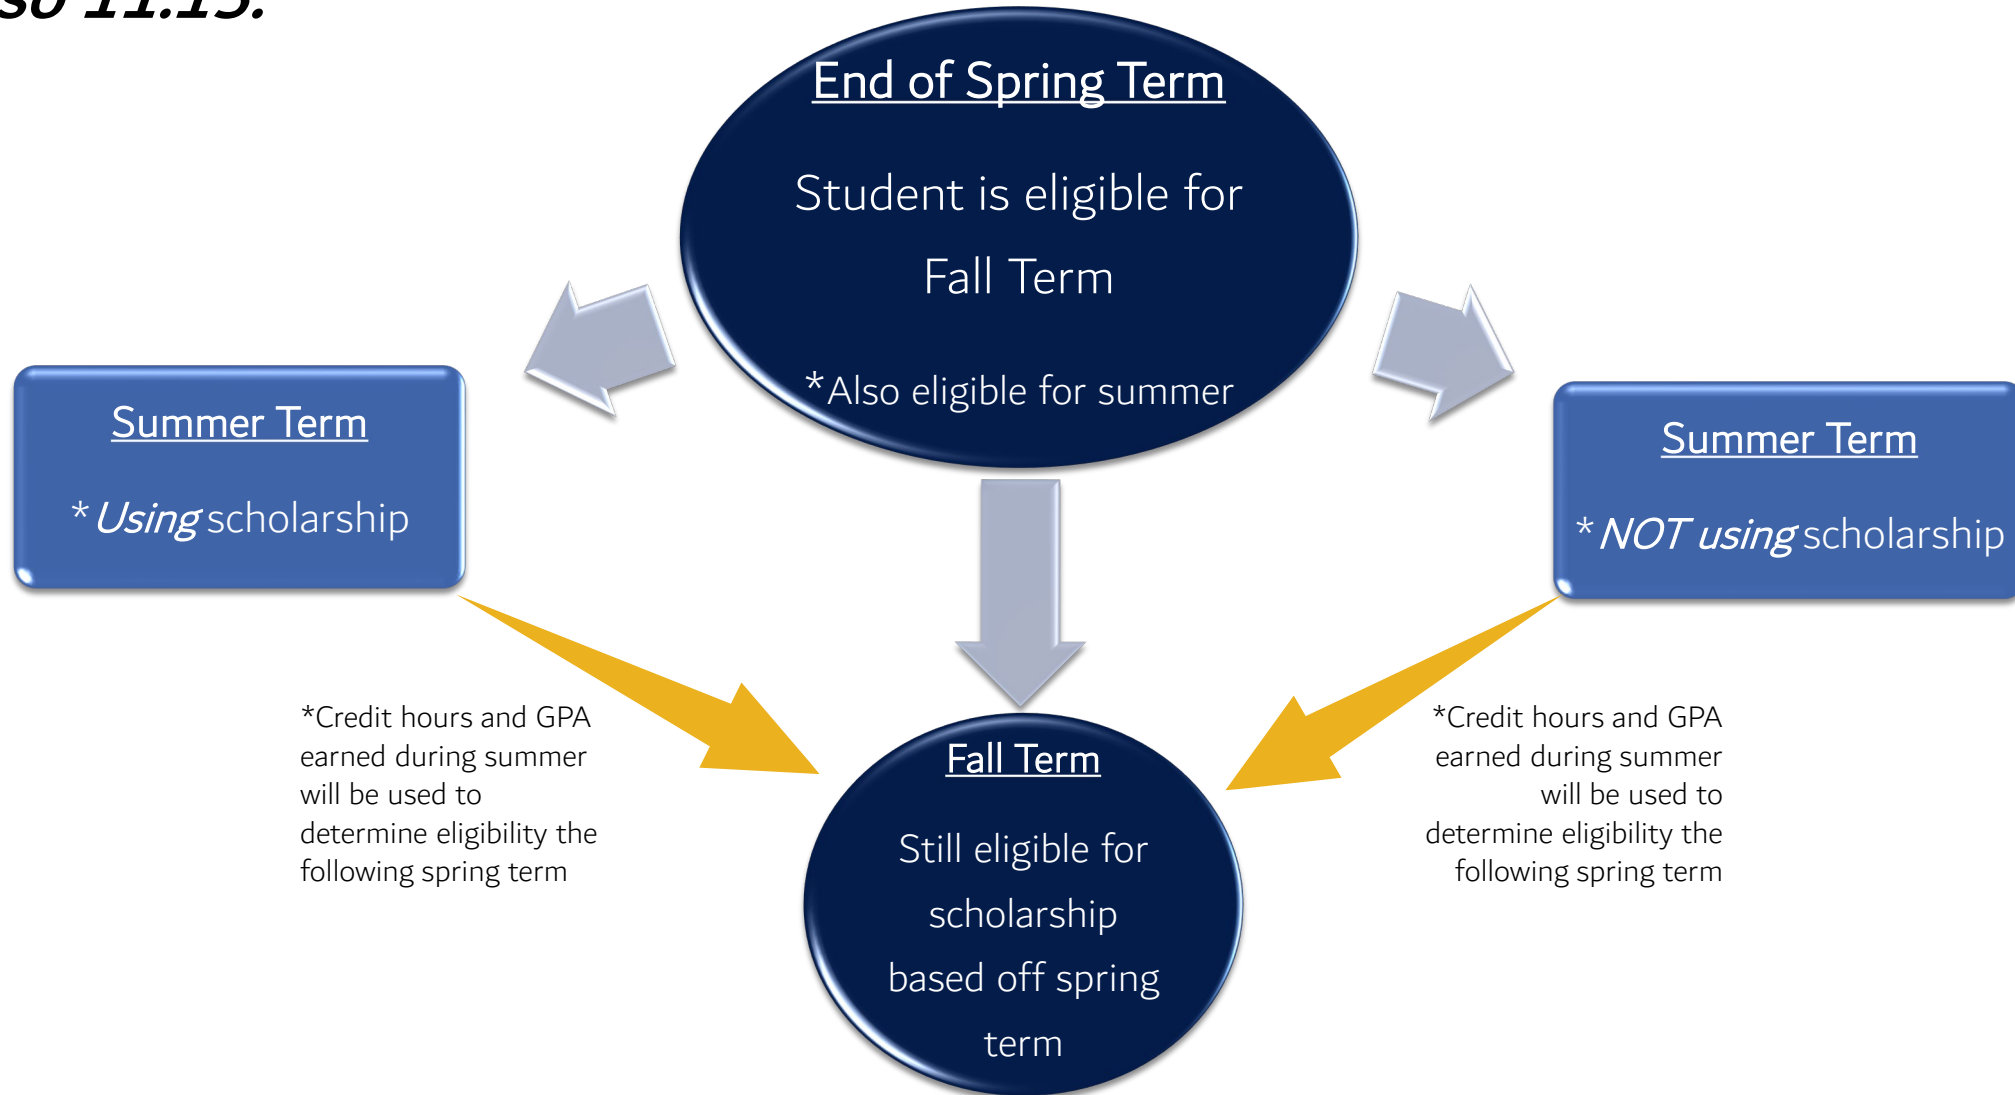 so 11.15.
End of Spring Term
Student is eligible for
Fall Term
*Also eligible for summer
Summer Term
*Using scholarship
Summer Term
*NOT using scholarship
*Credit hours and GPA
earned during summer
will be used to
determine eligibility the
following spring term
*Credit hours and GPA
earned during summer
will be used to
determine eligibility the
following spring term
Fall Term
Still eligible for
scholarship
based off spring
term